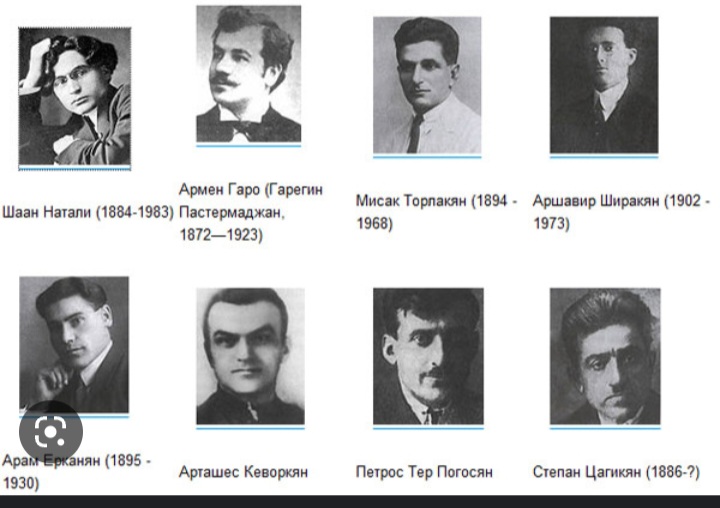 Шаан Натали (1884-1983)
Армен Гаро (Гарегин
Пастермаджан,
1872—1923)
Мисак Торлакян (1894 -
1968)
Аршавир Ширакян (1902 -
1973)
Арам Ерканян (1895 -
1930)
Арташес Кеворкян
Петрос Тер Погосян
Степан Цагикян (1886-?)